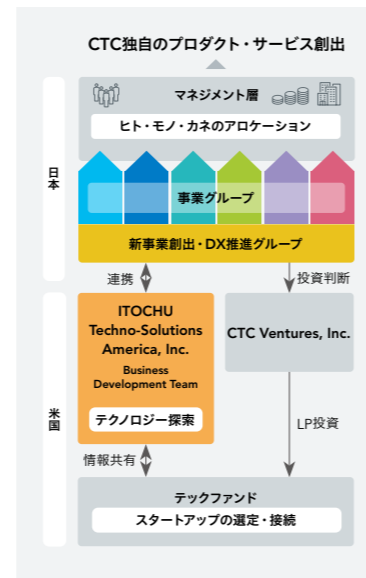 CTC独自のプロダクト・サービス創出
マネジメント層
ヒト・モノ・カネのアロケーション
日本
事業グループ
新事業創出・DX推進グループ
連携
投資判断
ITOCHU
Techno-Solutions
America, Inc.
Business
Development Team
テクノロジー探索
CTC Ventures, Inc.
米国
情報共有
LP投資
テックファンド
スタートアップの選定・接続